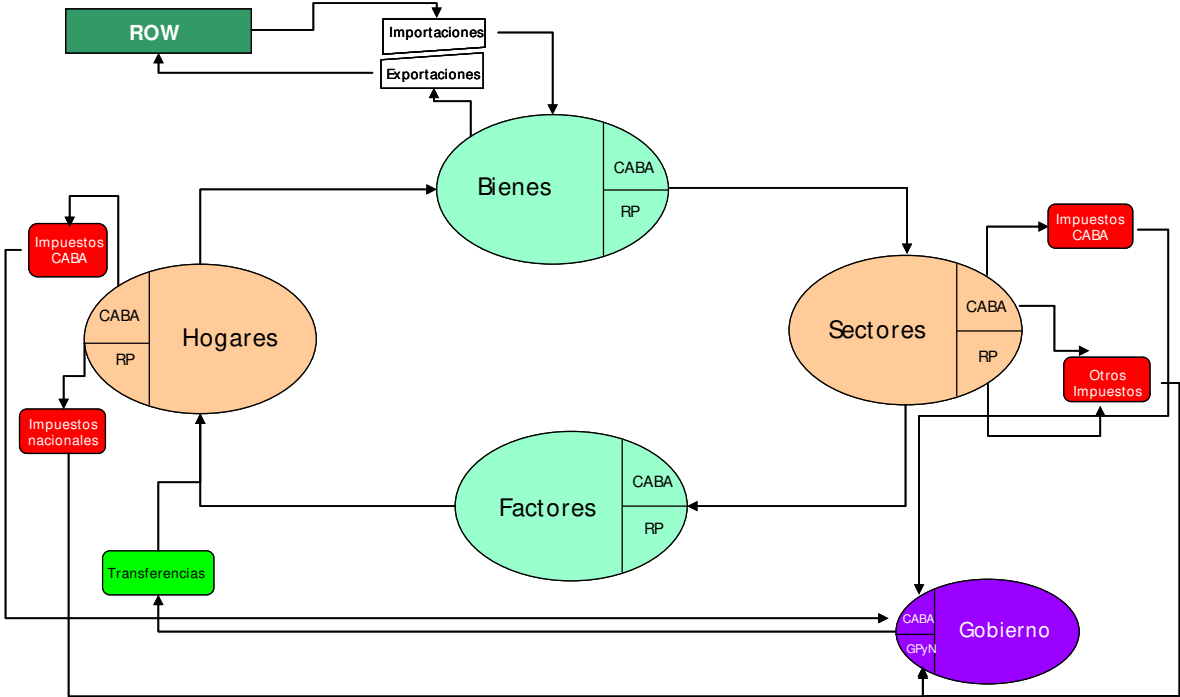 ROW
Importaciones
Exportaciones
Bienes
CABA
RP
Impuestos
CABA
Impuestos
CABA
CABA
RP
Hogares
Sectores
CABA
RP
Otros
Impuestos
Impuestos
nacionales
Factores
CABA
RP
Transferencias
CABA
GPyN
Gobierno